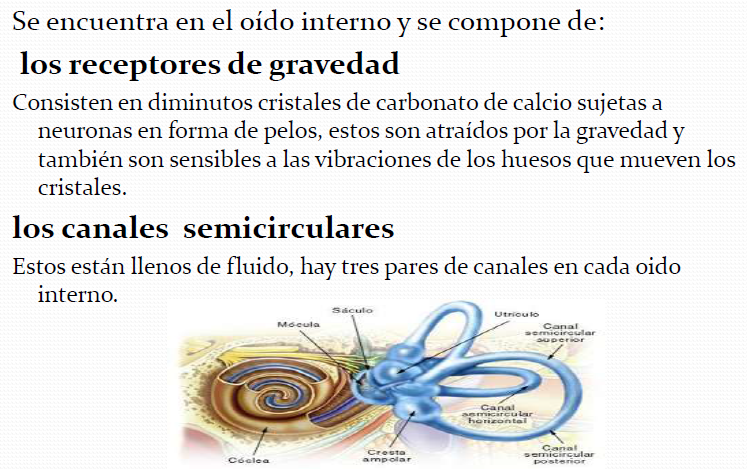 Se encuentra en el oído interno y se compone de:
los receptores de gravedad
Consisten en diminutos cristales de carbonato de calcio sujetas a
neuronas en forma de pelos, estos son atraídos por la gravedad y
también son sensibles a las vibraciones de los huesos que mueven los
cristales.
los canales semicirculares
Estos están llenos de fluido, hay tres pares de canales en cada oido
interno.
Sáculo
Utrículo
Mócula
Canal
semicircular
superior
Canal
semicircular
horizontal
Cresta
ampolar
Canal
semicircular
posterior
Cóclea